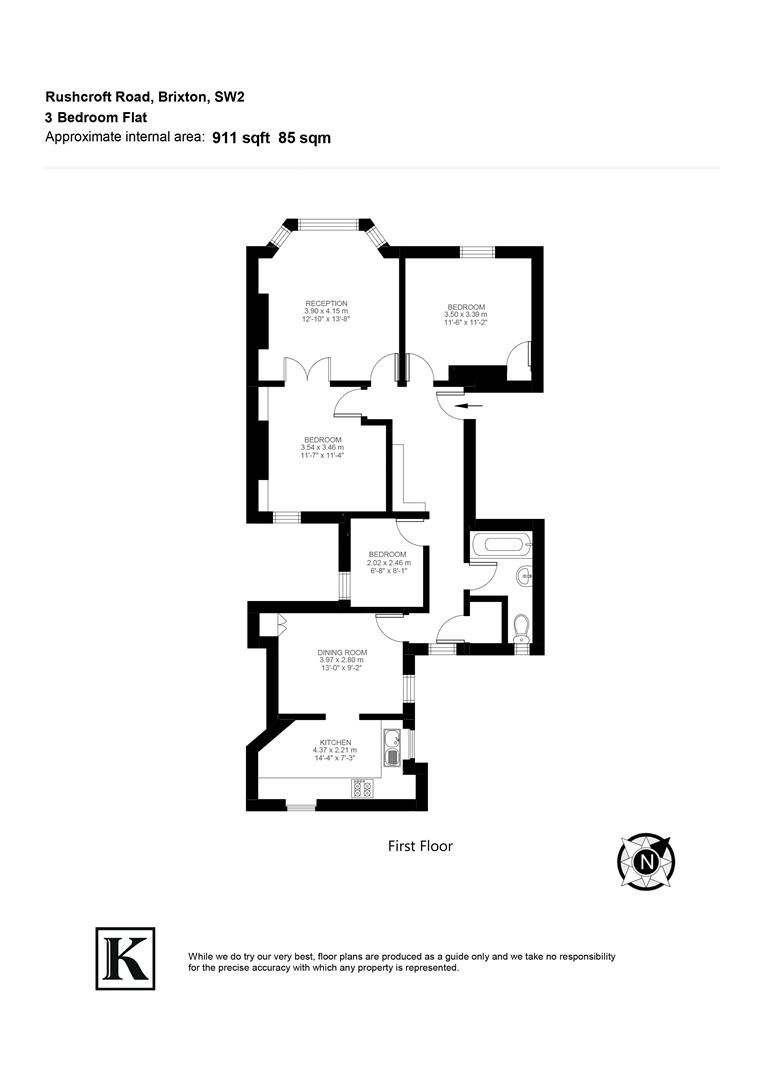 Rushcroft Road, Brixton, SW2
3 Bedroom Flat
Approximate internal area: 911 sqft 85 sqm
RECEPTION
3.90 x 4.15 m
12'-10" x 13'-8"
BEDROOM
3.50 x 3.39 m
11'-6" x 11'-2"
BEDROOM
3.54 x 3.46 m
11'-7" x 11'-4"
BEDROOM
2.02 x 2.46 m
6'-8" x 8'-1"
DINING ROOM
3.97 x 2.80 m
13'-0" x 9'-2"
KITCHEN
4.37 x 2.21 m
14'-4" x 7'-3"
First Floor
N
K
While we do try our very best, floor plans are produced as a guide only and we take no responsibility
for the precise accuracy with which any property is represented.